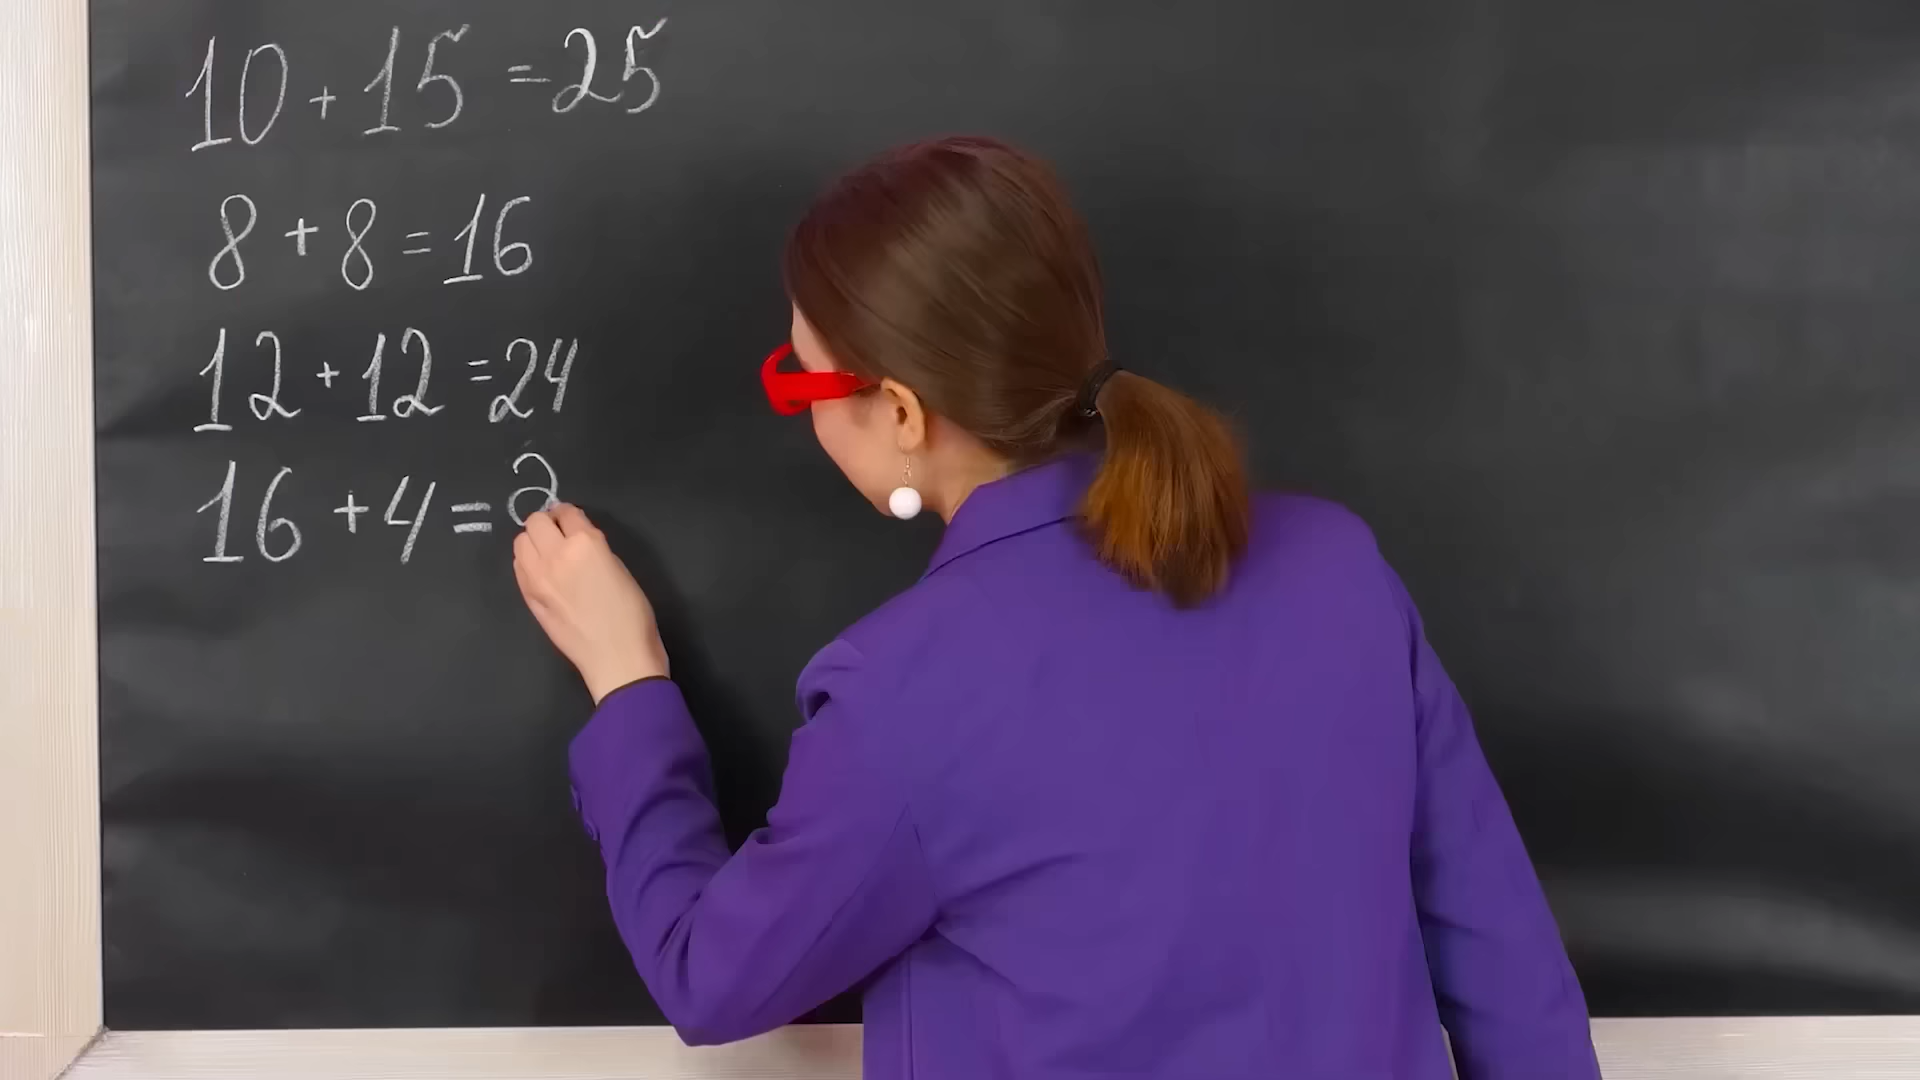 10 + 15 = 25
8 + 8 = 16
12 + 12 = 24
16 + 4 = 2